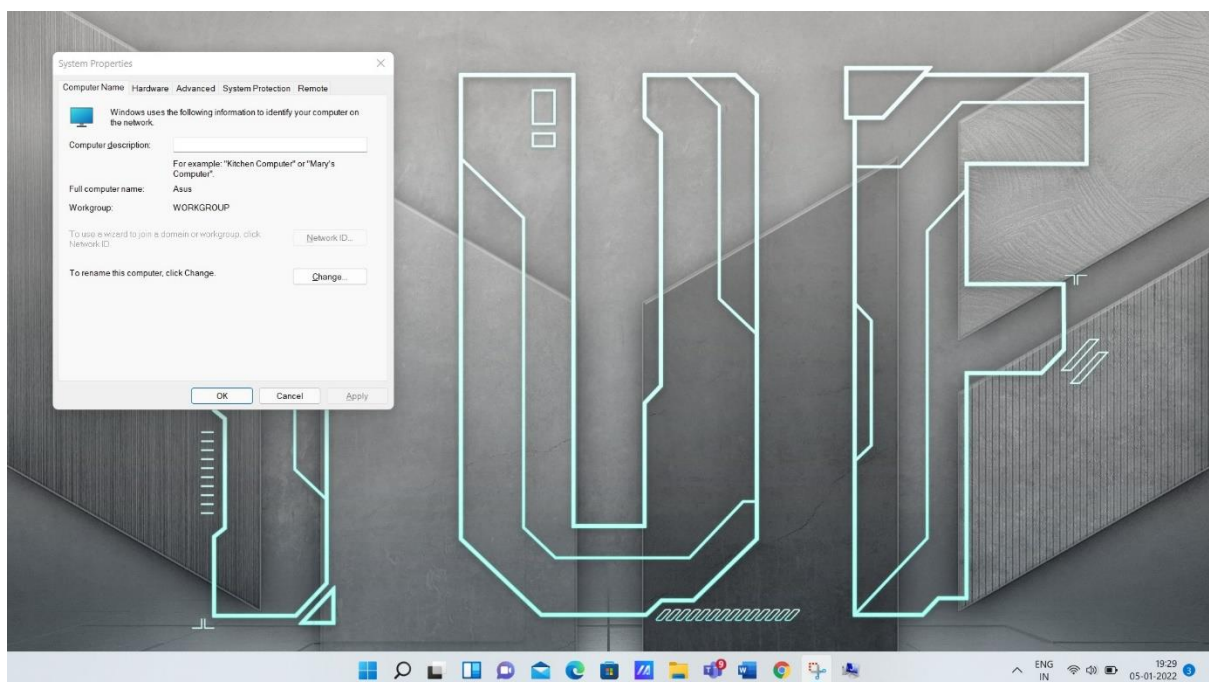 System Properties
Computer Name Hardware Advanced System Protection Remote
Windows uses the following information to identify your computer on
the network.
Computer description:
For example: "Kitchen Computer" or "Mary's
Computer".
Full computer name: Asus
Workgroup: WORKGROUP
To use a wizard to join a domain or workgroup, click
Network ID.
Network ID...
To rename this computer, click Change.
Change...
OK Cancel Apply
TUF
9
ENG
IN
19:29
05-01-2022
3